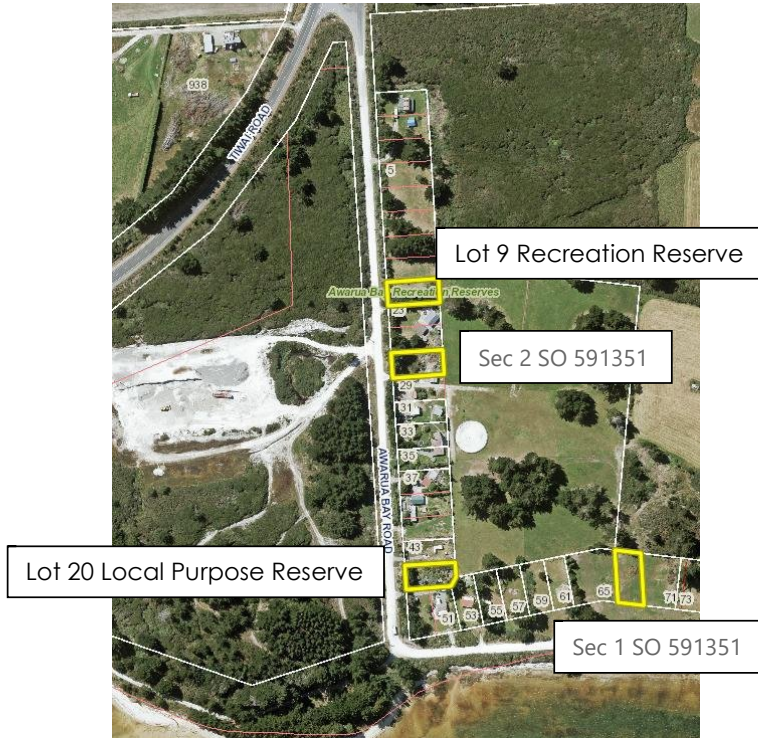 938
TIWAI ROAD
5
Lot 9 Recreation Reserve
Awarua Bay Recreation Reserves
23
Sec 2 SO 591351
29
31
33
35
37
AWARUA BAY ROAD
43
Lot 20 Local Purpose Reserve
51
53
55
57
59
61
65
71
73
Sec 1 SO 591351